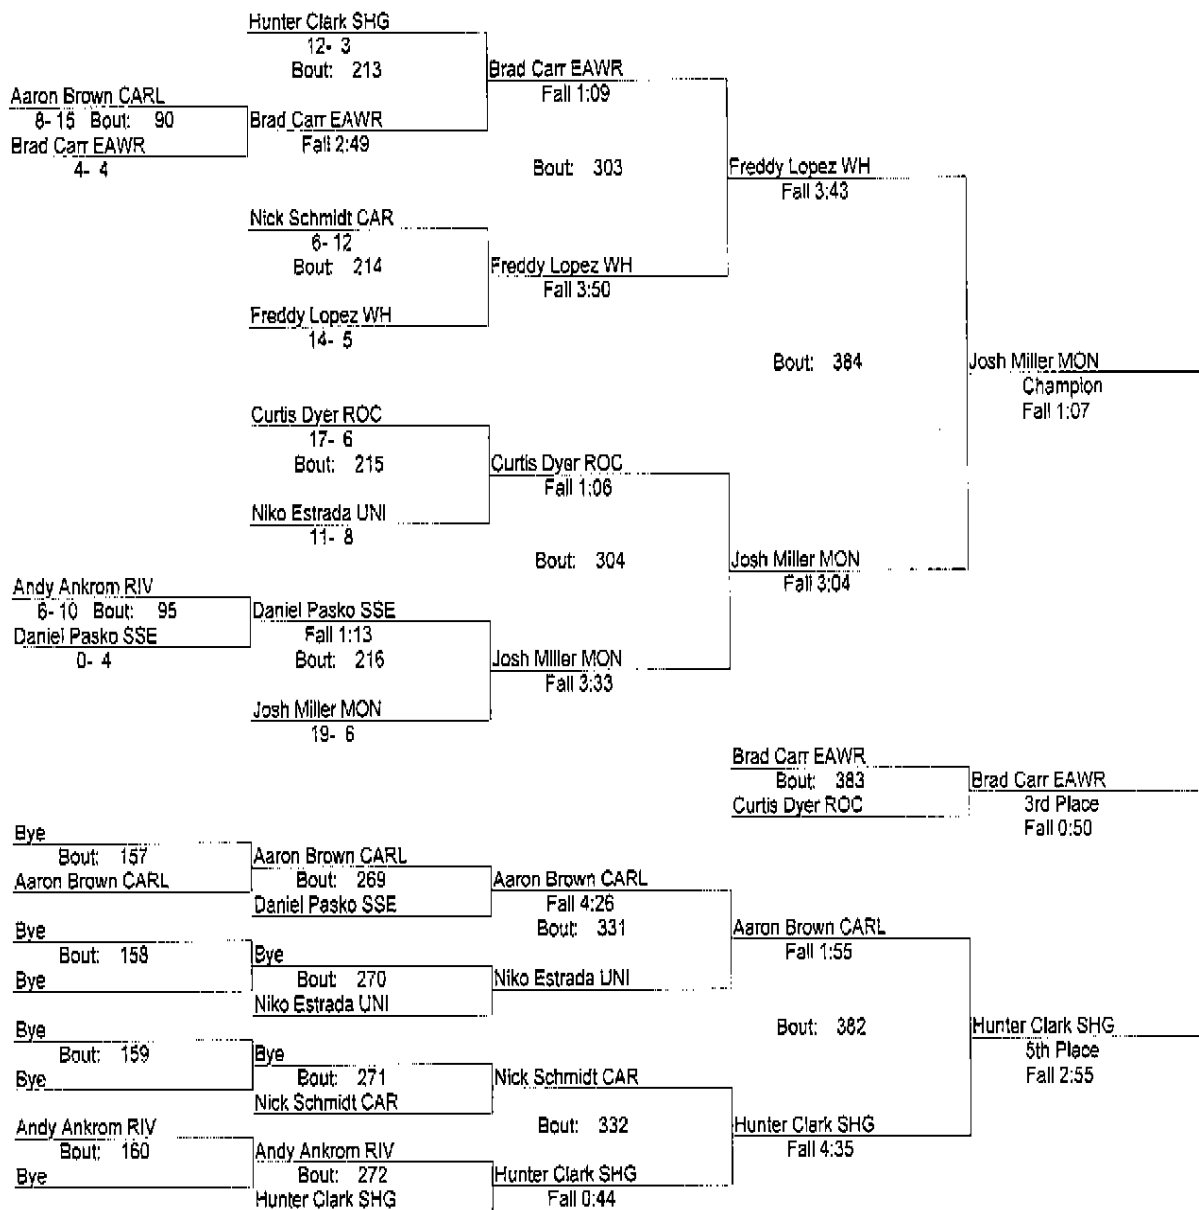 Hunter Clark SHG
12- 3
Bout: 213
Brad Carr EAWR
Fall 1:09
Aaron Brown CARL
8- 15 Bout: 90
Brad Carr EAWR
Fall 2:49
Brad Carr EAWR
4- 4
Bout: 303
Freddy Lopez WH
Fall 3:43
Nick Schmidt CAR
6- 12
Bout: 214
Freddy Lopez WH
Fall 3:50
Freddy Lopez WH
14- 5
Bout: 384
Josh Miller MON
Champion
Fall 1:07
Curtis Dyer ROC
17- 6
Bout: 215
Curtis Dyer ROC
Fall 1:06
Niko Estrada UNI
11- 8
Bout: 304
Josh Miller MON
Fall 3:04
Andy Ankrom RIV
6- 10 Bout: 95
Daniel Pasko SSE
Fall 1:13
Daniel Pasko SSE
0- 4
Bout: 216
Josh Miller MON
Fall 3:33
Josh Miller MON
19- 6
Brad Carr EAWR
Bout: 383
Brad Carr EAWR
Curtis Dyer ROC
3rd Place
Fall 0:50
Bye
Bout: 157
Aaron Brown CARL
Aaron Brown CARL
Bout: 269
Aaron Brown CARL
Daniel Pasko SSE
Fall 4:26
Bout: 331
Aaron Brown CARL
Fall 1:55
Bye
Bout: 158
Bye
Bye
Bout: 270
Niko Estrada UNI
Niko Estrada UNI
Bout: 382
Hunter Clark SHG
5th Place
Fall 2:55
Bye
Bout: 159
Bye
Bye
Bout: 271
Nick Schmidt CAR
Nick Schmidt CAR
Bout: 332
Hunter Clark SHG
Fall 4:35
Andy Ankrom RIV
Bout: 160
Bye
Andy Ankrom RIV
Bout: 272
Hunter Clark SHG
Hunter Clark SHG
Fall 0:44